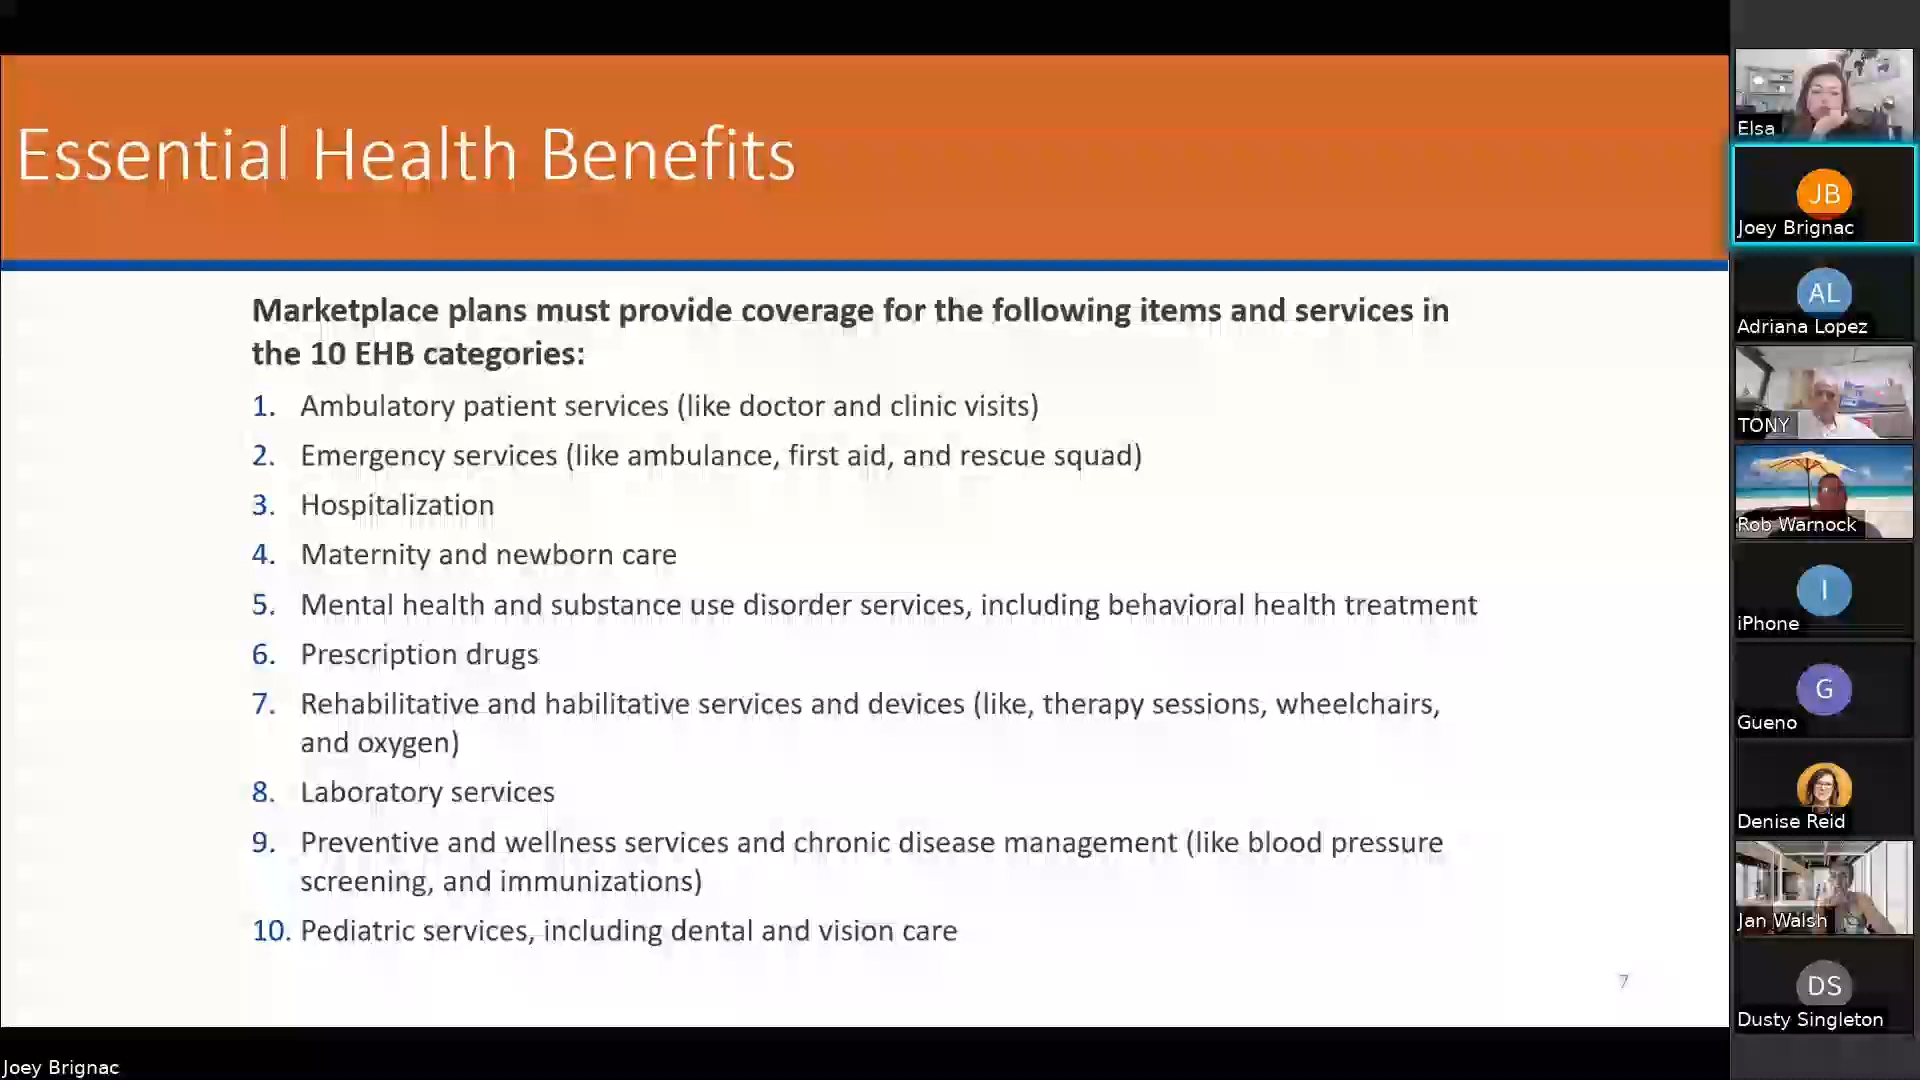 Essential Health Benefits
Marketplace plans must provide coverage for the following items and services in
the 10 EHB categories:
1. Ambulatory patient services (like doctor and clinic visits)
2. Emergency services (like ambulance, first aid, and rescue squad)
3. Hospitalization
4. Maternity and newborn care
5. Mental health and substance use disorder services, including behavioral health treatment
6. Prescription drugs
7. Rehabilitative and habilitative services and devices (like, therapy sessions, wheelchairs,
and oxygen)
8. Laboratory services
9. Preventive and wellness services and chronic disease management (like blood pressure
screening, and immunizations)
10. Pediatric services, including dental and vision care
7
Joey Brignac
Elsa
JB
Joey Brignac
AL
Adriana Lopez
TONY
Rob Warnock
I
iPhone
G
Gueno
Denise Reid
Jan Walsh
DS
Dusty Singleton